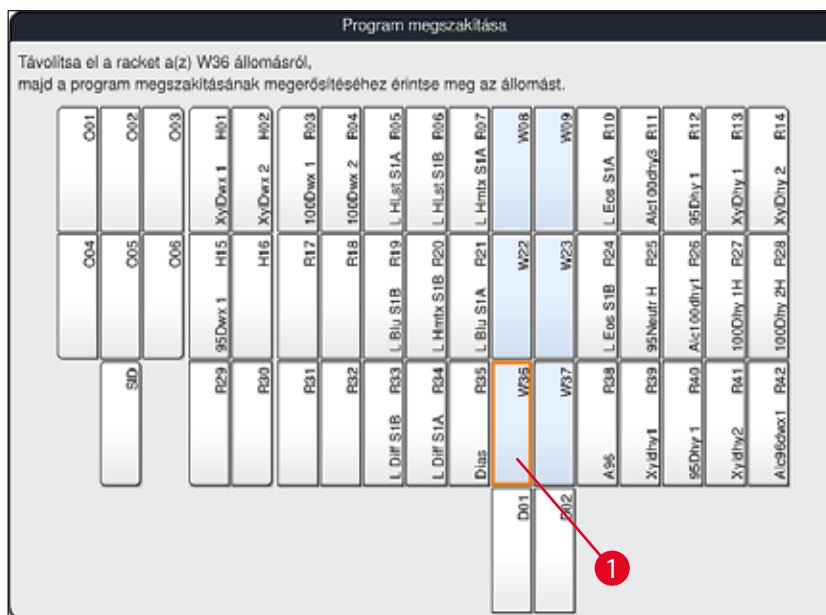 Program megszakítása
Távolítsa el a racket a(z) W36 állomásról,
majd a program megszakításának megerősítéséhez érintse meg az állomást.
O01
O02
O03
XylDwx 1 H01
XylDwx 2 H02
100Dwx 1 R03
100Dwx 2 R04
L HLst S1A R05
L HLst S1B R06
L Hmtx S1A R07
W08
W09
L Eos S1A R10
Alc100dhy3 R11
95Dhy 1 R12
XylDhy 1 R13
XylDhy 2 R14
O04
O05
O06
95Dwx 1 H15
H16
R17
R18
L Blu S1B R19
L Hmtx S1B R20
L Blu S1A R21
W22
W23
L Eos S1B R24
95Neutr H R25
Alc100dhy1 R26
100Dhy 1H R27
100Dhy 2H R28
SID
R29
R30
R31
R32
L Diff S1B R33
L Diff S1A R34
Dias R35
W36
W37
A96 R38
Xyldhy1 R39
95Dhy 1 R40
Xyldhy2 R41
Alc96dwx1 R42
D01
D02
1